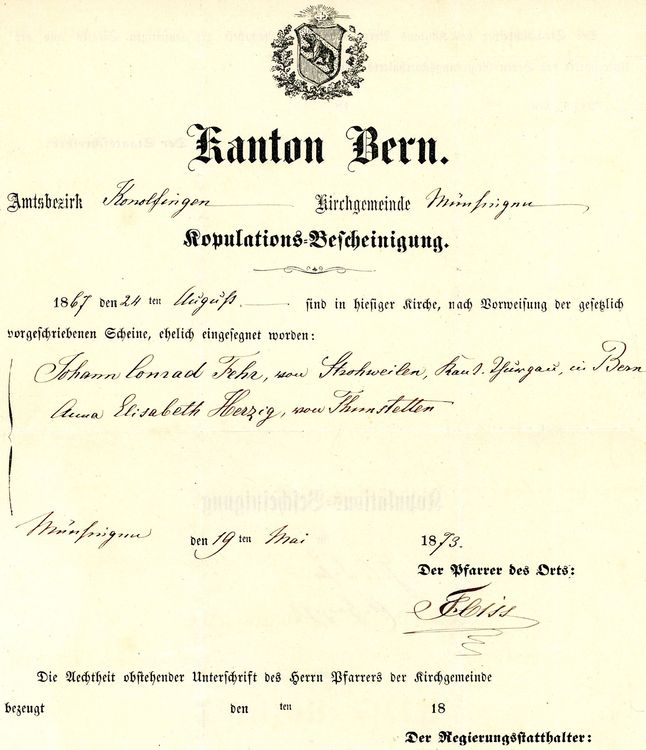 Kanton Bern.
Amtsbezirk Konolfingen Kirchgemeinde Münsingen
Kopulations-Bescheinigung.
1867 den 24 ten August. sind in hiesiger Kirche, nach Vorweisung der gesetzlich
vorgeschriebenen Scheine, ehelich eingesegnet worden:
Johann Conrad Fehr, von Strohweilen, Kant. Thurgau, in Bern
Anna Elisabeth Herzig, von Thunstetten
Münsingen den 19 ten Mai 1873.
Der Pfarrer des Orts:
Die Aechtheit obstehender Unterschrift des Herrn Pfarrers der Kirchgemeinde
bezeugt den ten 18
Der Regierungsstatthalter: